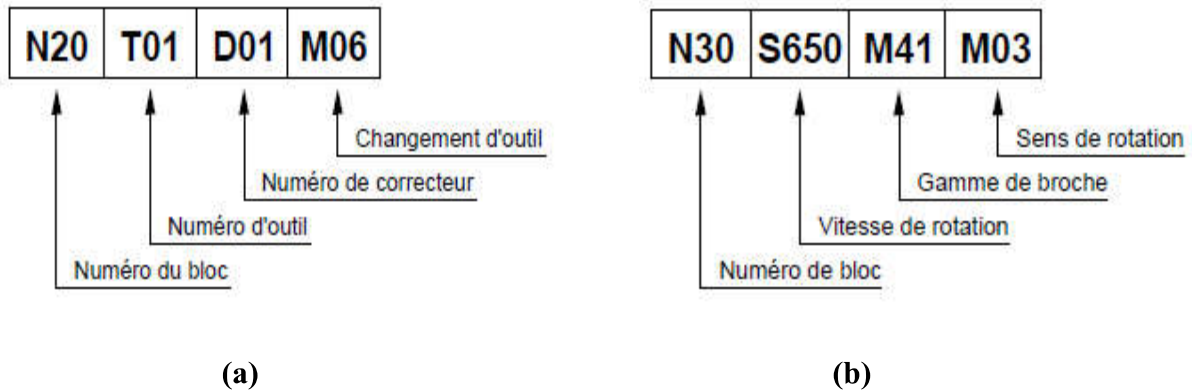 N20 T01 D01 M06
Changement d'outil
Numéro de correcteur
Numéro d'outil
Numéro du bloc
(a)
N30 S650 M41 M03
Sens de rotation
Gamme de broche
Vitesse de rotation
Numéro de bloc
(b)